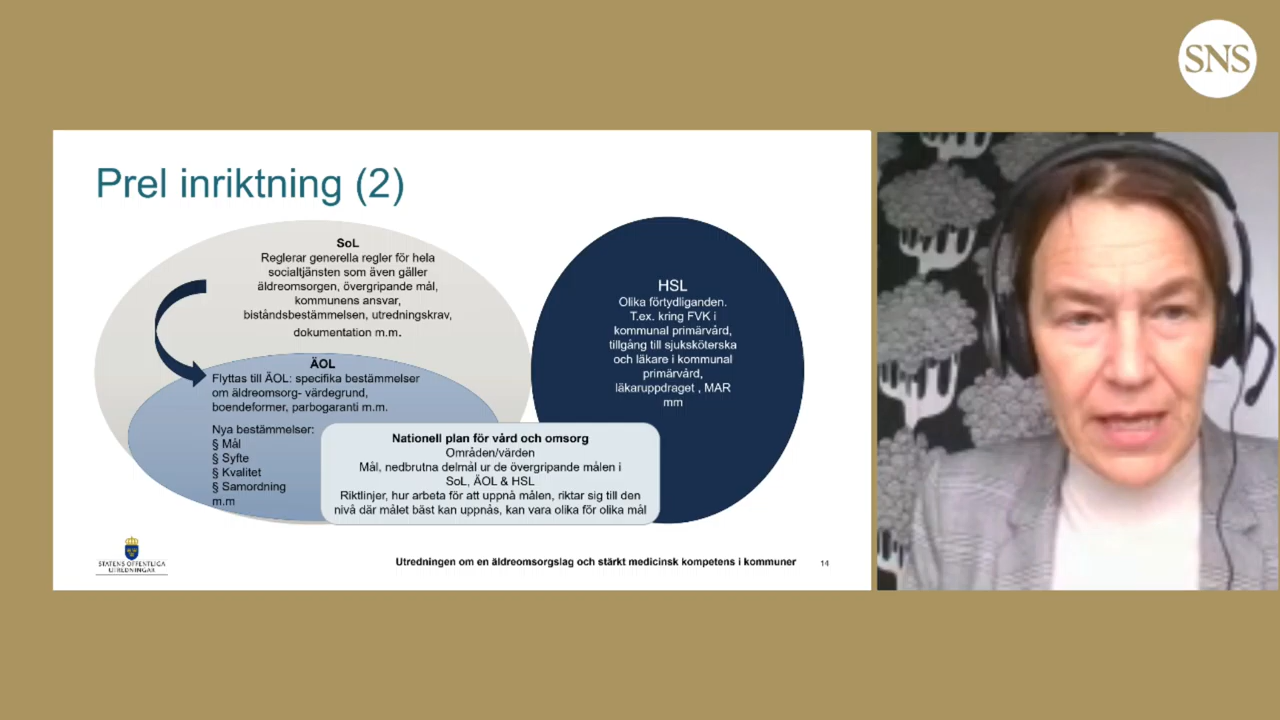 SNS
Prel inriktning (2)
SoL
Reglerar generella regler för hela
socialtjänsten som även gäller
äldreomsorgen, övergripande mål,
kommunens ansvar,
biståndsbestämmelsen, utredningskrav,
dokumentation m.m.
ÄOL
Flyttas till ÄOL: specifika bestämmelser
om äldreomsorg- värdegrund,
boendeformer, parbogaranti m.m.
Nya bestämmelser:
§ Mål
§ Syfte
§ Kvalitet
§ Samordning
m.m
HSL
Olika förtydliganden.
T.ex. kring FVK i
kommunal primärvård,
tillgång till sjuksköterska
och läkare i kommunal
primärvård,
läkaruppdraget , MAR
mm
Nationell plan för vård och omsorg
Områden/värden
Mål, nedbrutna delmål ur de övergripande målen i
SoL, ÄOL & HSL
Riktlinjer, hur arbeta för att uppnå målen, riktar sig till den
nivå där målet bäst kan uppnås, kan vara olika för olika mål
STATENS OFFENTLIGA
UTREDNINGAR
Utredningen om en äldreomsorgslag och stärkt medicinsk kompetens i kommuner
14